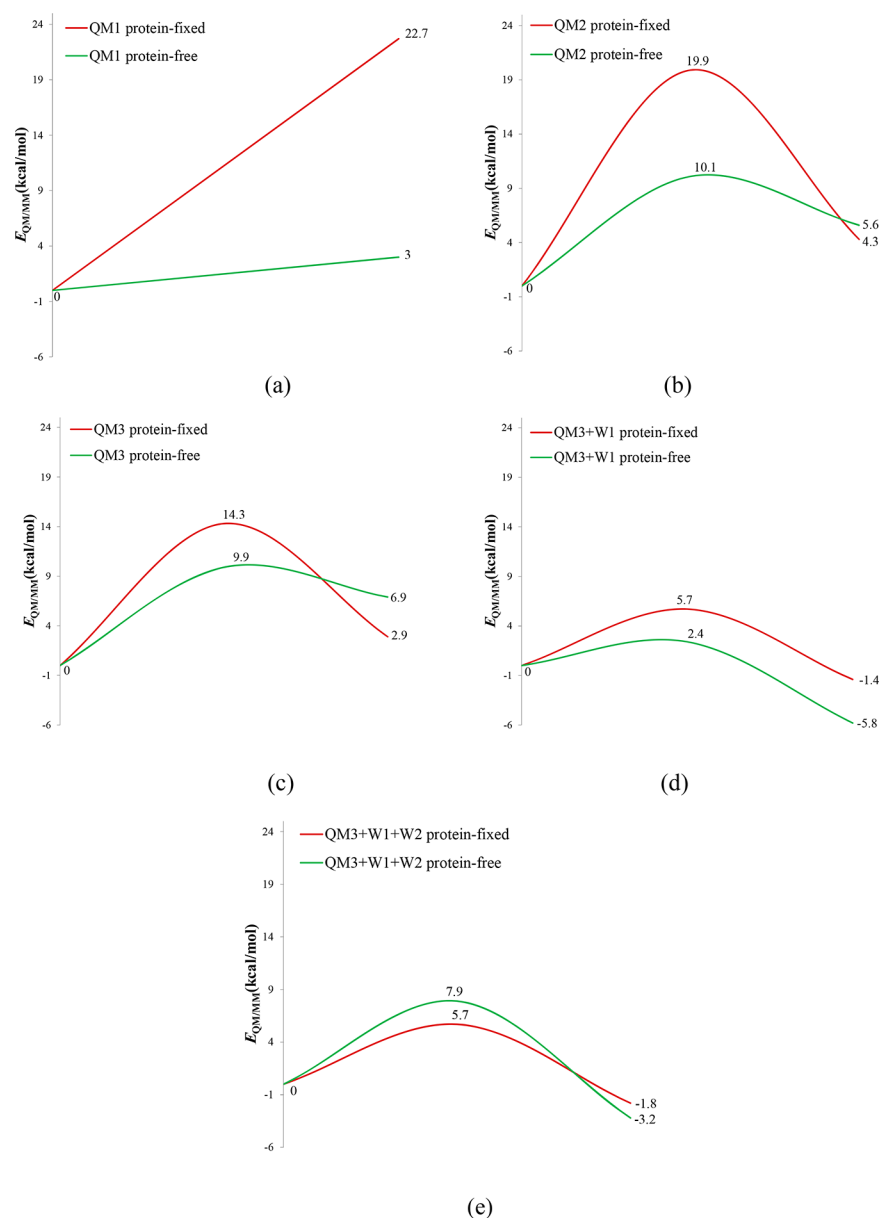 24
19
14
9
4
-1
-6
E QM/MM(kcal/mol)
QM1 protein-fixed
QM1 protein-free
22.7
3
0
(a)
24
19
14
9
4
-1
-6
E QM/MM(kcal/mol)
QM2 protein-fixed
QM2 protein-free
19.9
10.1
5.6
4.3
0
(b)
24
19
14
9
4
-1
-6
E QM/MM(kcal/mol)
QM3 protein-fixed
QM3 protein-free
14.3
9.9
6.9
2.9
0
(c)
24
19
14
9
4
-1
-6
E QM/MM(kcal/mol)
QM3+W1 protein-fixed
QM3+W1 protein-free
5.7
2.4
0
-1.4
-5.8
(d)
24
19
14
9
4
-1
-6
E QM/MM(kcal/mol)
QM3+W1+W2 protein-fixed
QM3+W1+W2 protein-free
7.9
5.7
0
-1.8
-3.2
(e)